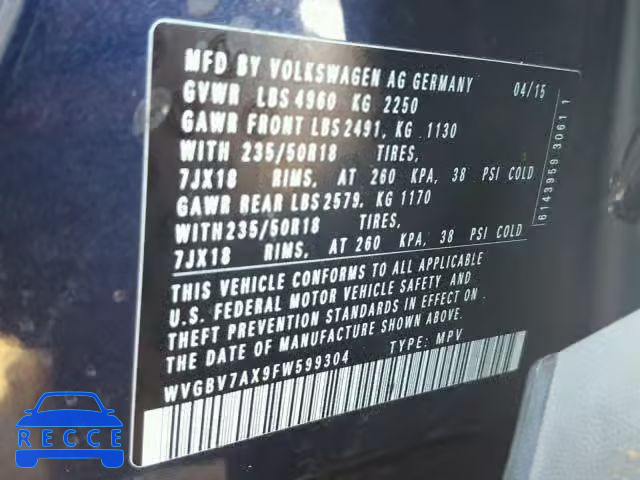 MFD BY VOLKSWAGEN AG GERMANY 04/15
GVWR LBS 4960 KG 2250
GAWR FRONT LBS 2491, KG 1130
WITH 235/50R18 TIRES,
7JX18 RIMS, AT 260 KPA, 38 PSI COLD
GAWR REAR LBS 2579, KG 1170
WITH 235/50R18 TIRES,
7JX18 RIMS, AT 260 KPA, 38 PSI COLD
THIS VEHICLE CONFORMS TO ALL APPLICABLE
U.S. FEDERAL MOTOR VEHICLE SAFETY AND
THEFT PREVENTION STANDARDS IN EFFECT ON
THE DATE OF MANUFACTURE SHOWN ABOVE.
WVGBV7AX9FW599304 TYPE: MPV
6143959 3061 1
RECCE